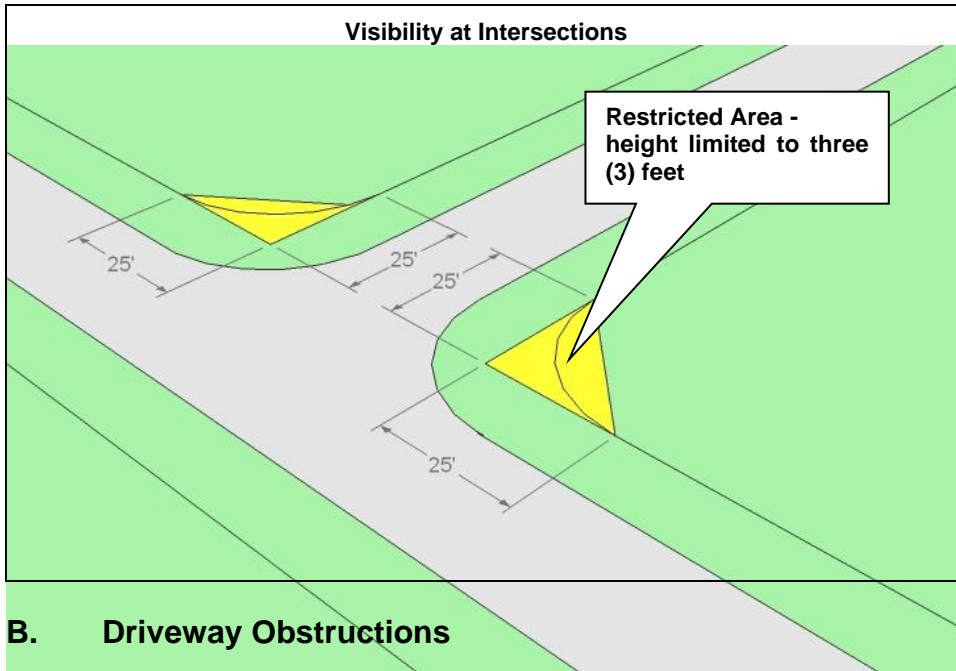 Visibility at Intersections
Restricted Area -
height limited to three
(3) feet
25'
25'
25'
25'
B. Driveway Obstructions